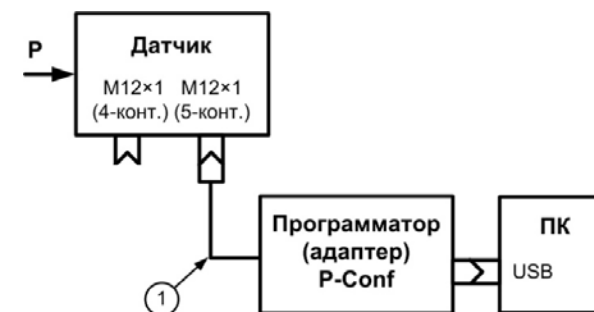 P
Датчик
M12×1 M12×1
(4-конт.) (5-конт.)
Программатор
(адаптер)
P-Conf
ПК
USB
1